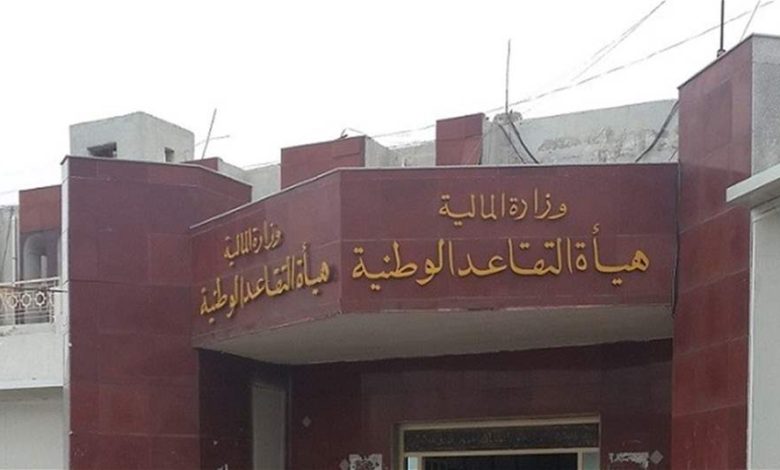 وزارة المالية
هيأة التقاعد الوطنية
وزارة المالية
هيأة التقاعد الوطنية